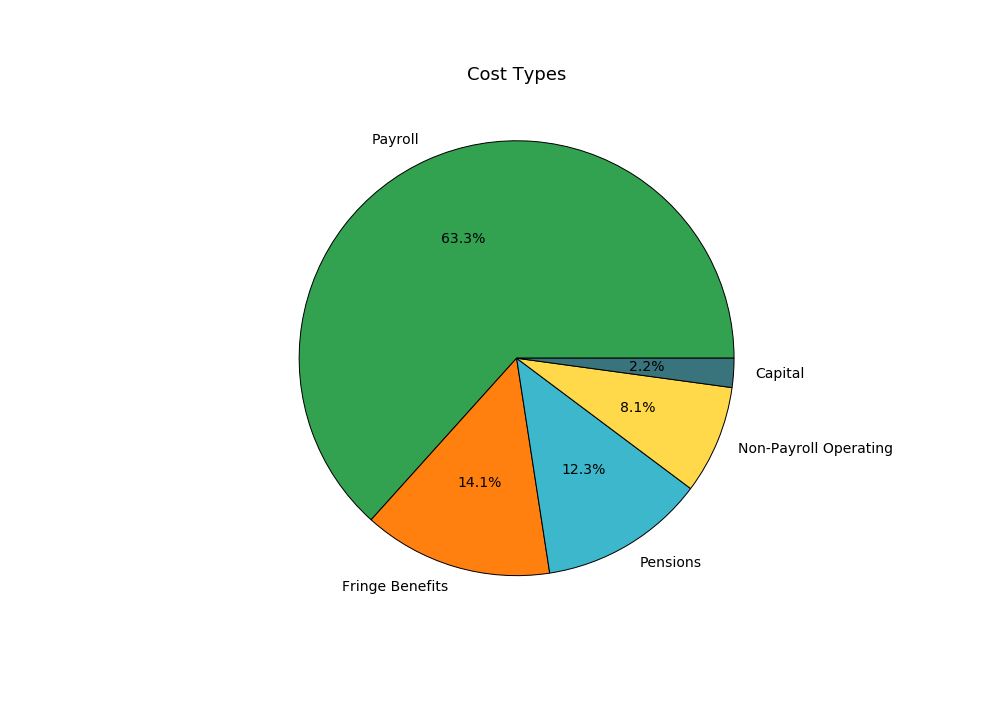 Cost Types
Payroll
63.3%
2.2%
Capital
8.1%
Non-Payroll Operating
12.3%
14.1%
Pensions
Fringe Benefits